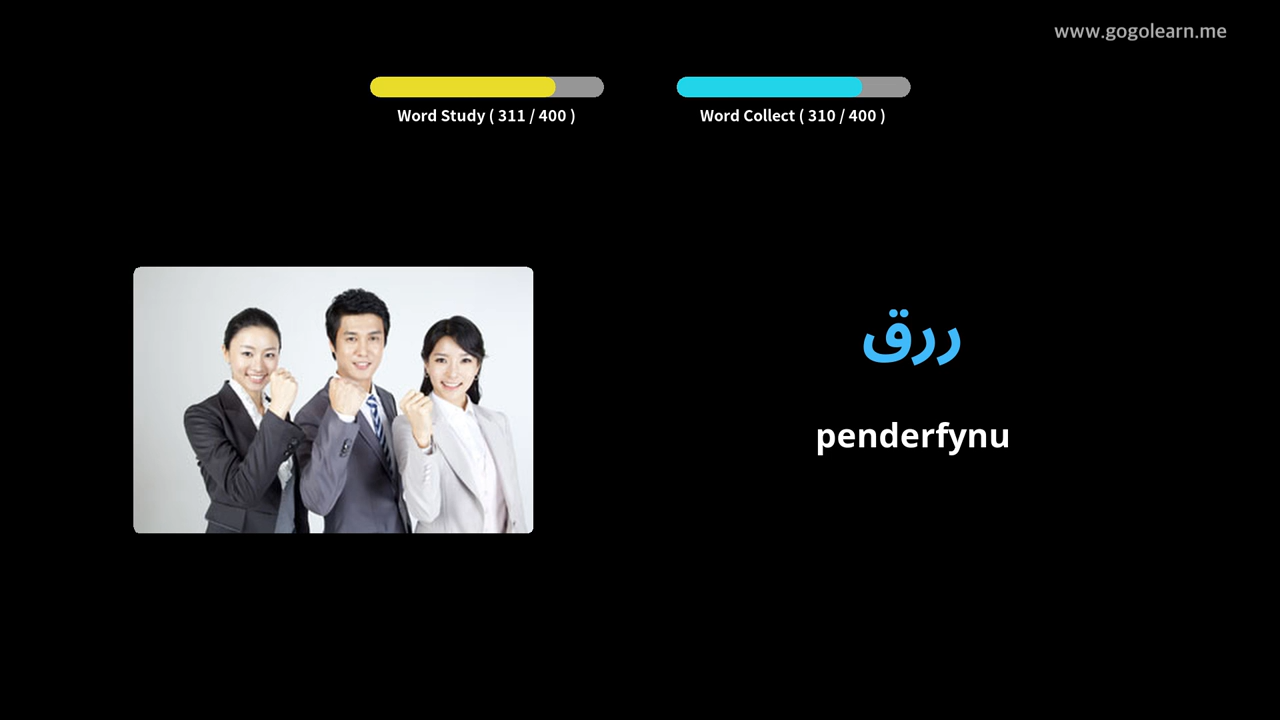 www.gogolearn.me
Word Study ( 311 / 400 )
Word Collect ( 310 / 400 )
ررق
penderfynu